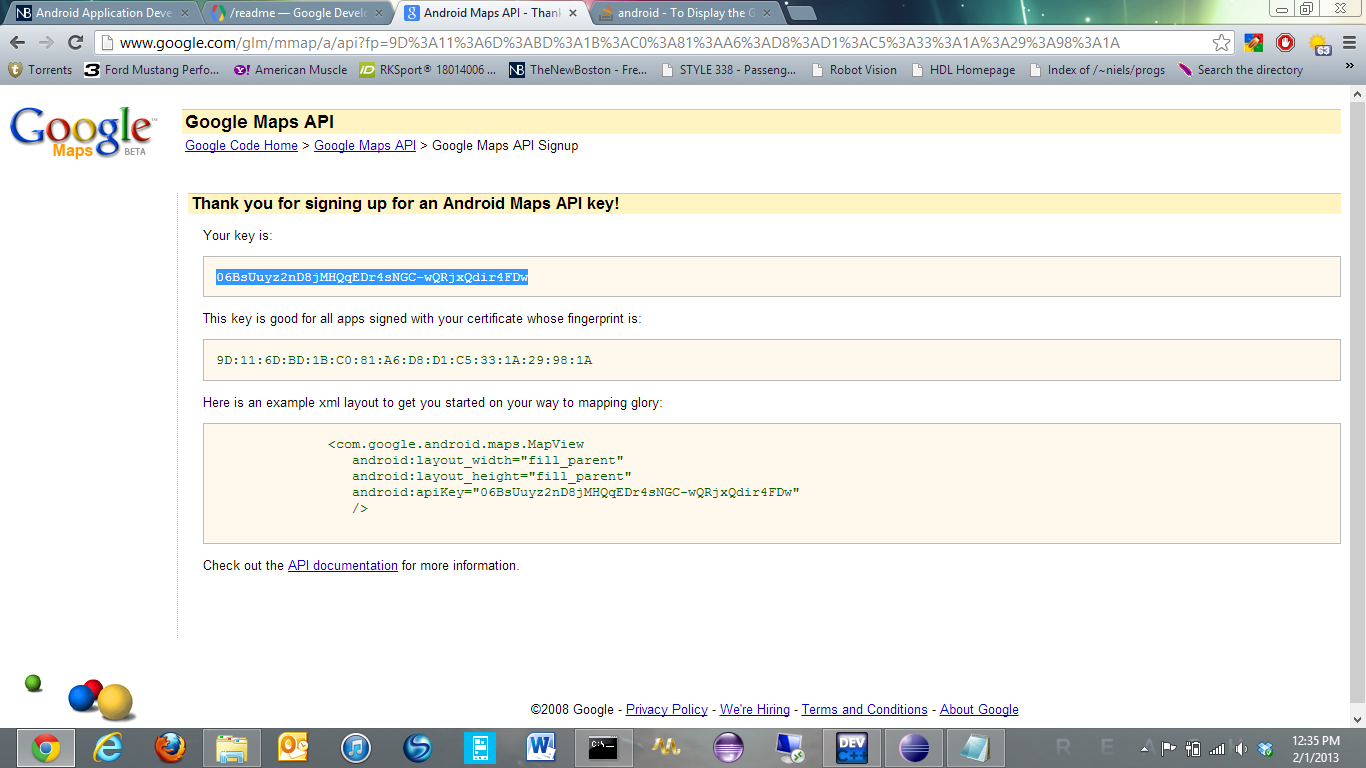 Android Application Deve
/readme — Google Develo
Android Maps API - Than
android - To Display the G
www.google.com/glm/mmap/a/api?fp=9D%3A11%3A6D%3ABD%3A1B%3AC0%3A81%3AA6%3AD8%3AD1%3AC5%3A33%3A1A%3A29%3A98%3A1A
63
Torrents
Ford Mustang Perfo...
American Muscle
RKSport® 18014006 ...
TheNewBoston - Fre...
STYLE 338 - Passeng...
Robot Vision
HDL Homepage
Index of /~niels/progs
Search the directory
»
Google™
Maps BETA
Google Maps API
Google Code Home > Google Maps API > Google Maps API Signup
Thank you for signing up for an Android Maps API key!
Your key is:
06BsUuyz2nD8jMHQqEDr4sNGC-wQRjxQdir4FDw
This key is good for all apps signed with your certificate whose fingerprint is:
9D:11:6D:BD:1B:C0:81:A6:D8:D1:C5:33:1A:29:98:1A
Here is an example xml layout to get you started on your way to mapping glory:
<com.google.android.maps.MapView
android:layout_width="fill_parent"
android:layout_height="fill_parent"
android:apiKey="06BsUuyz2nD8jMHQqEDr4sNGC-wQRjxQdir4FDw"
/>
Check out the API documentation for more information.
©2008 Google - Privacy Policy - We're Hiring - Terms and Conditions - About Google
DEV
C++
12:35 PM
2/1/2013